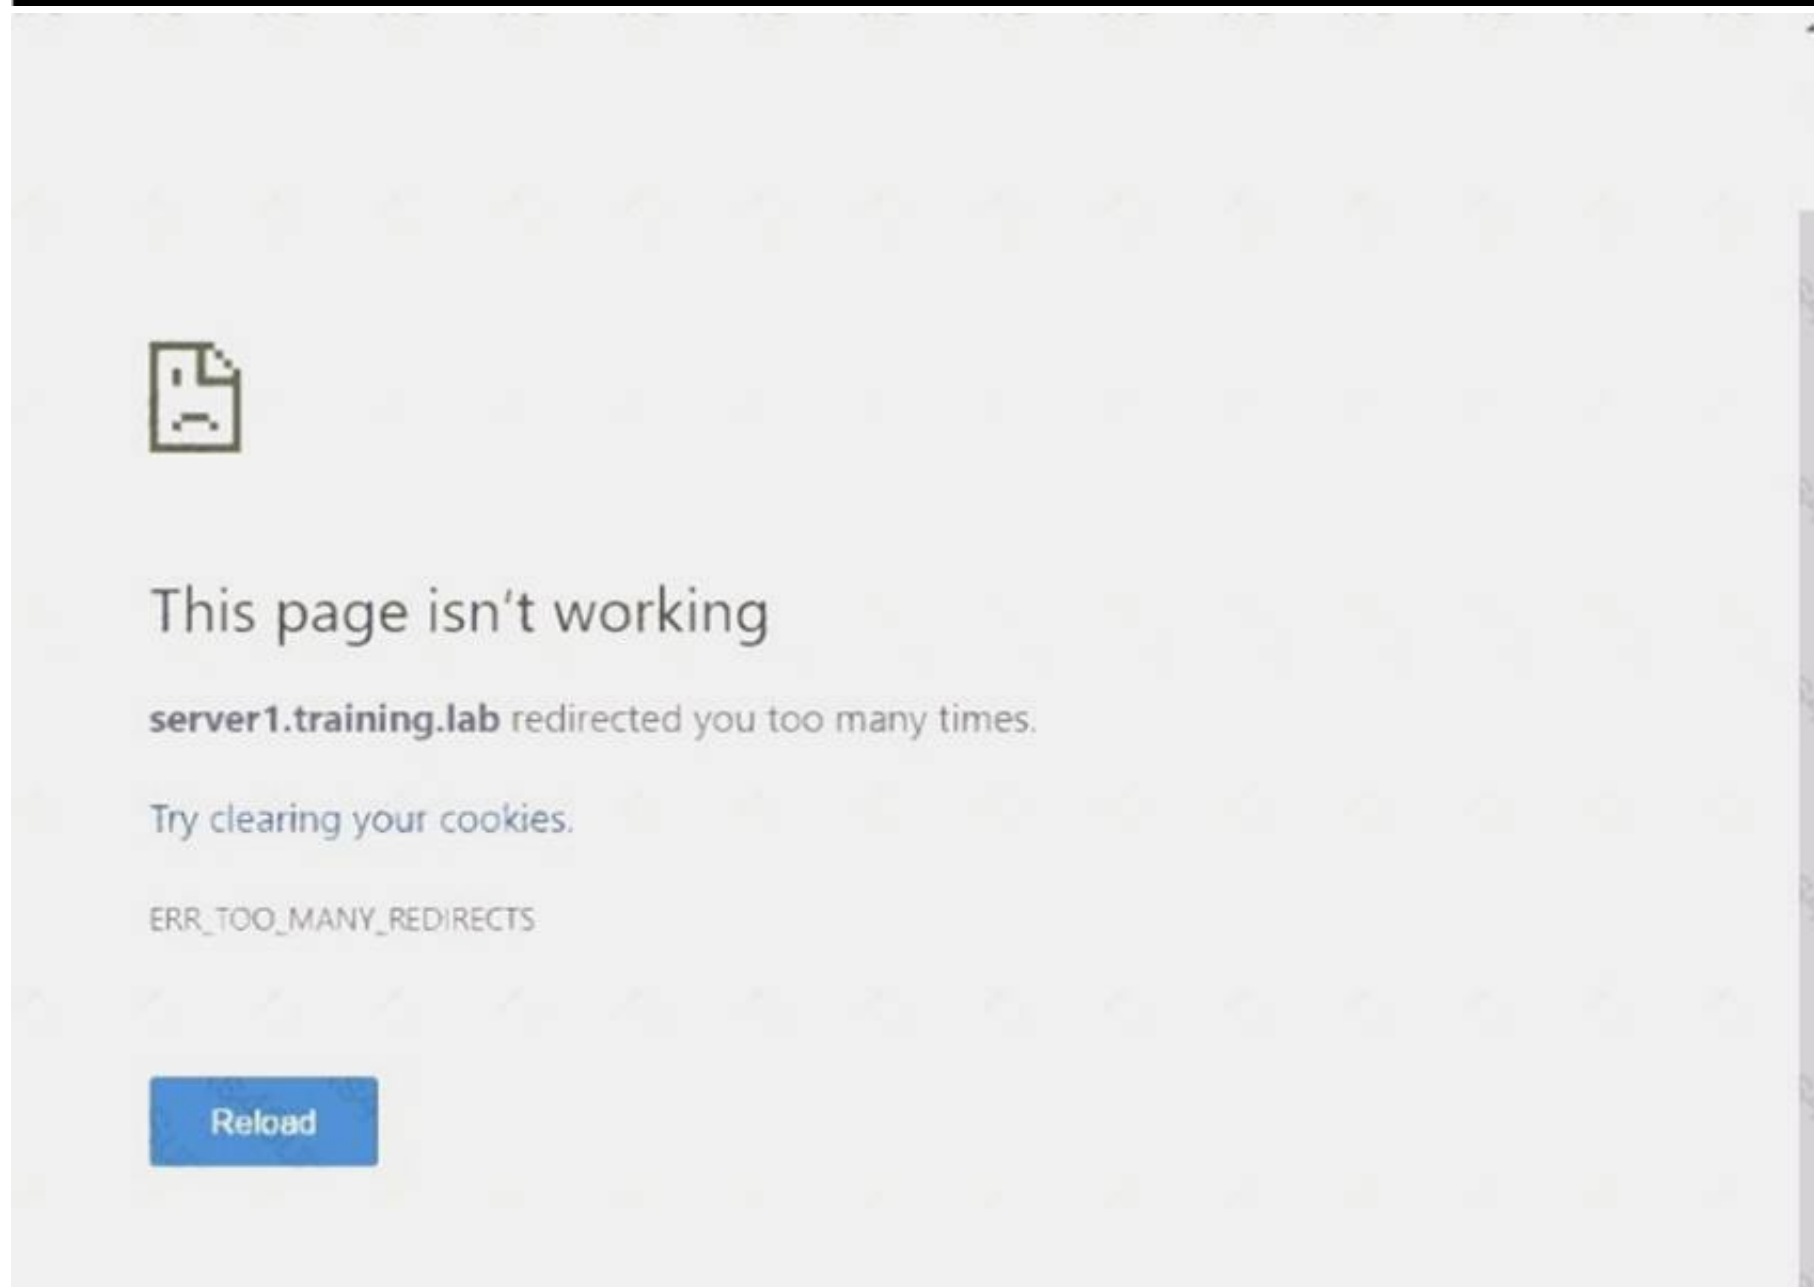 This page isn't working
server1.training.lab redirected you too many times.
Try clearing your cookies.
ERR_TOO_MANY_REDIRECTS
Reload